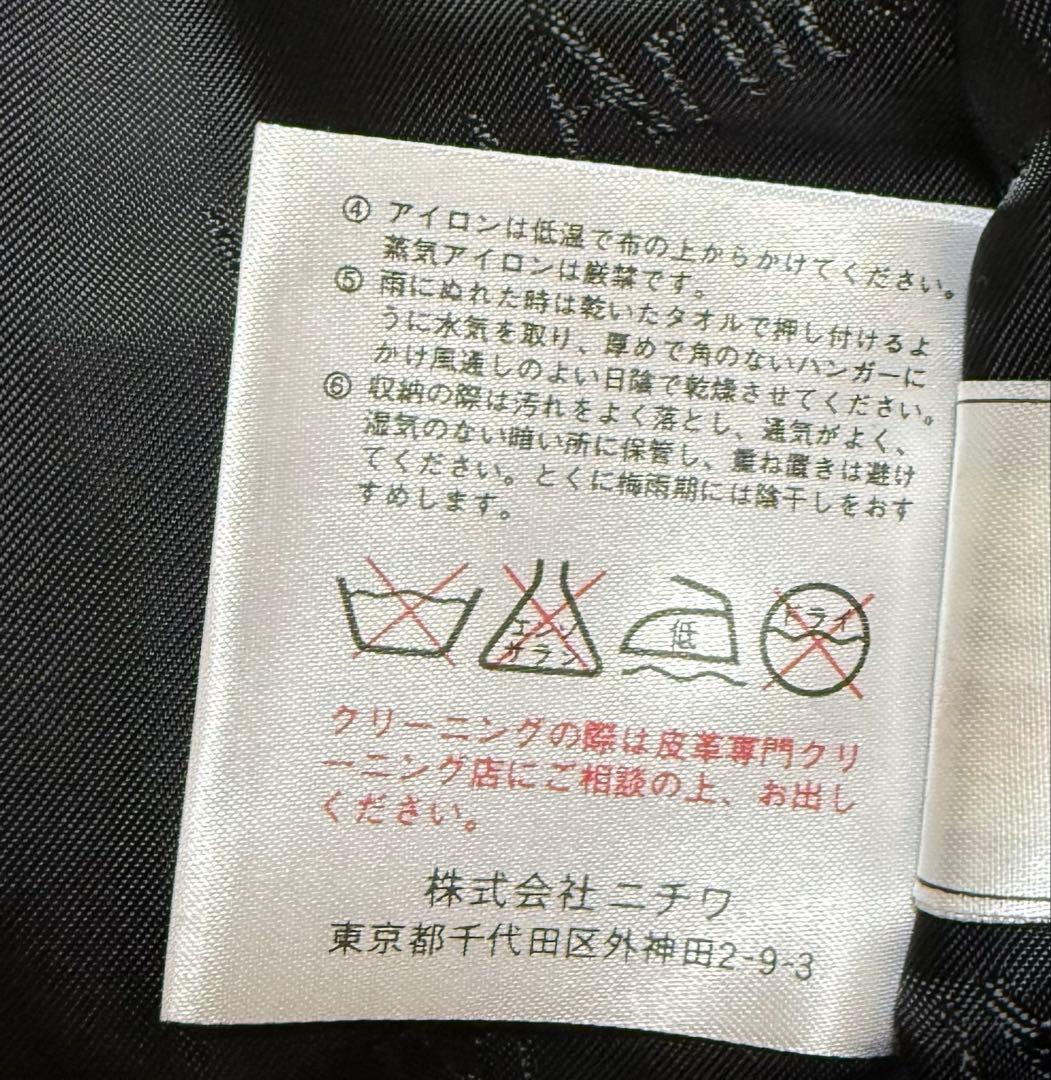 ④ アイロンは低温で布の上からかけてください。
蒸気アイロンは厳禁です。
⑤ 雨にぬれた時は乾いたタオルで押し付けるよ
うに水気を取り、厚めで角のないハンガーに
かけ風通しのよい日陰で乾燥させてください。
⑥ 収納の際は汚れをよく落とし、通気がよく、
湿気のない暗い所に保管し、重ね置きは避け
てください。とくに梅雨期には陰干しをおす
すめします。
エンソ
サラシ
低
ドライ
クリーニングの際は皮革専門クリ
ーニング店にご相談の上、お出し
ください。
株式会社ニチワ
東京都千代田区外神田2-9-3